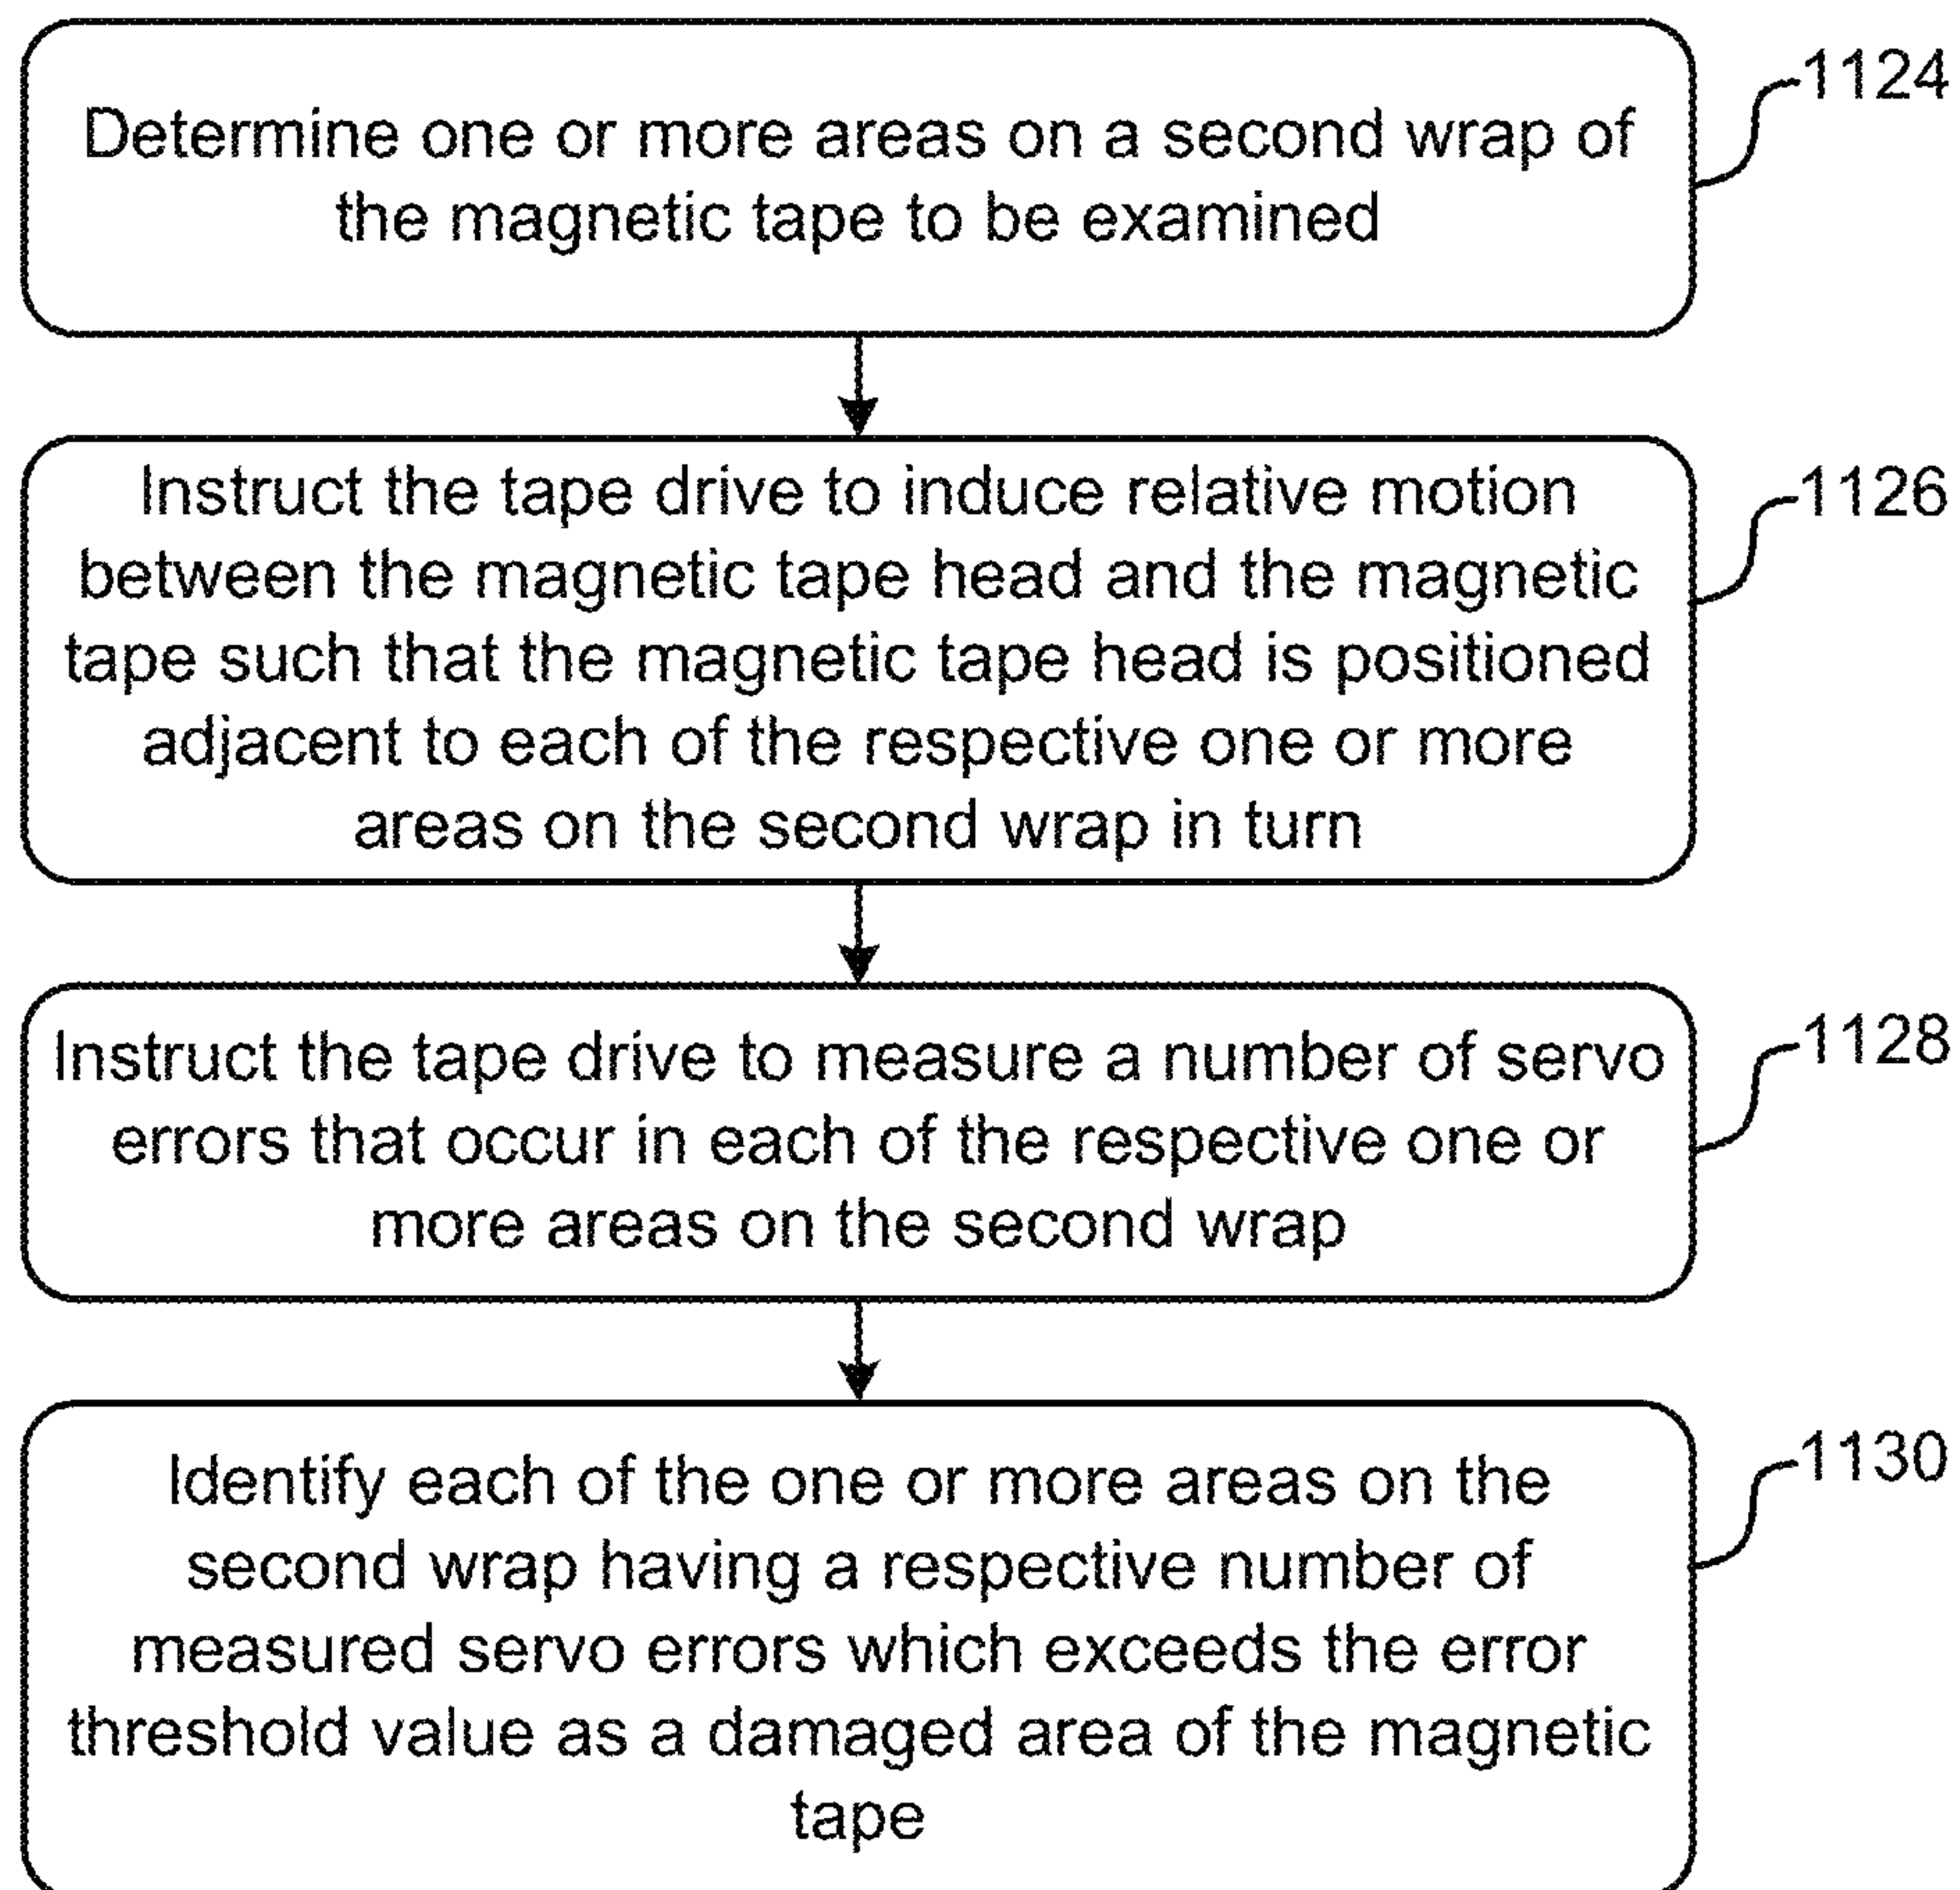 Determine one or more areas on a second wrap of
the magnetic tape to be examined
1124
Instruct the tape drive to induce relative motion
between the magnetic tape head and the magnetic
tape such that the magnetic tape head is positioned
adjacent to each of the respective one or more
areas on the second wrap in turn
1126
Instruct the tape drive to measure a number of servo
errors that occur in each of the respective one or
more areas on the second wrap
1128
Identify each of the one or more areas on the
second wrap having a respective number of
measured servo errors which exceeds the error
threshold value as a damaged area of the magnetic
tape
1130